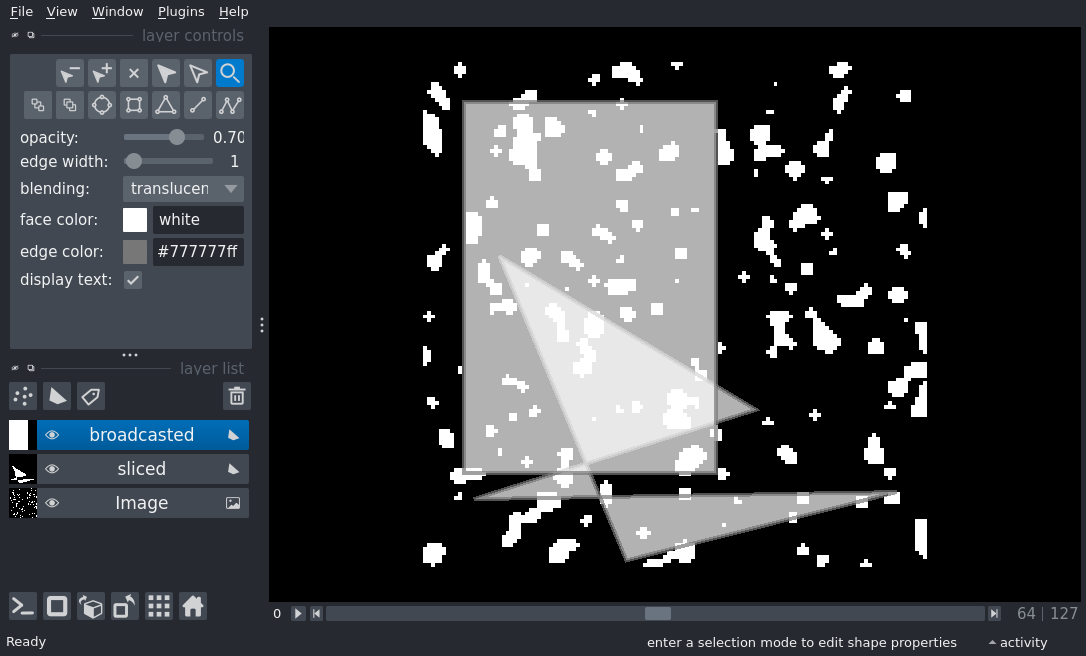 File View Window Plugins Help
layer controls
opacity: 0.70
edge width: 1
blending: translucen
face color: white
edge color: #777777ff
display text:
layer list
broadcasted
sliced
Image
0 64 | 127
Ready enter a selection mode to edit shape properties activity